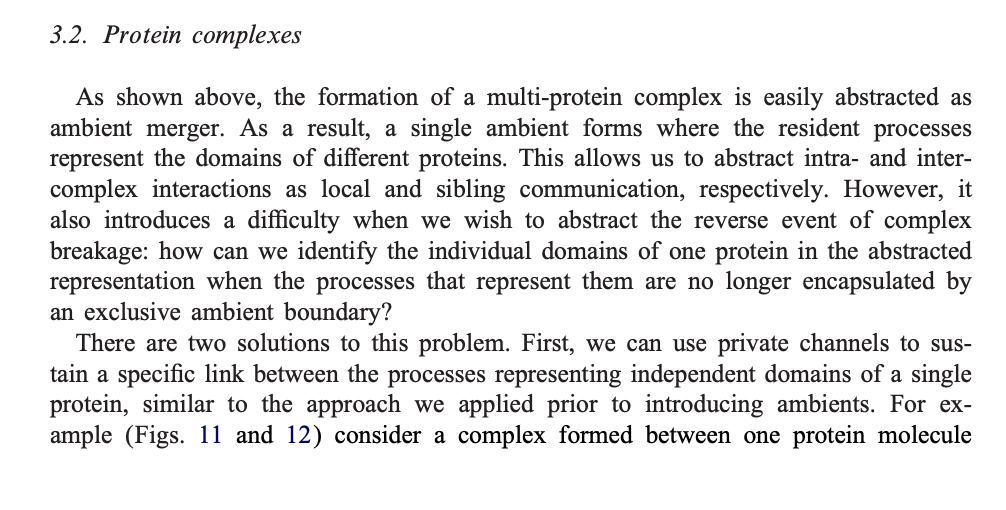 3.2. Protein complexes
As shown above, the formation of a multi-protein complex is easily abstracted as
ambient merger. As a result, a single ambient forms where the resident processes
represent the domains of different proteins. This allows us to abstract intra- and inter-
complex interactions as local and sibling communication, respectively. However, it
also introduces a difficulty when we wish to abstract the reverse event of complex
breakage: how can we identify the individual domains of one protein in the abstracted
representation when the processes that represent them are no longer encapsulated by
an exclusive ambient boundary?
There are two solutions to this problem. First, we can use private channels to sus-
tain a specific link between the processes representing independent domains of a single
protein, similar to the approach we applied prior to introducing ambients. For ex-
ample (Figs. 11 and 12) consider a complex formed between one protein molecule